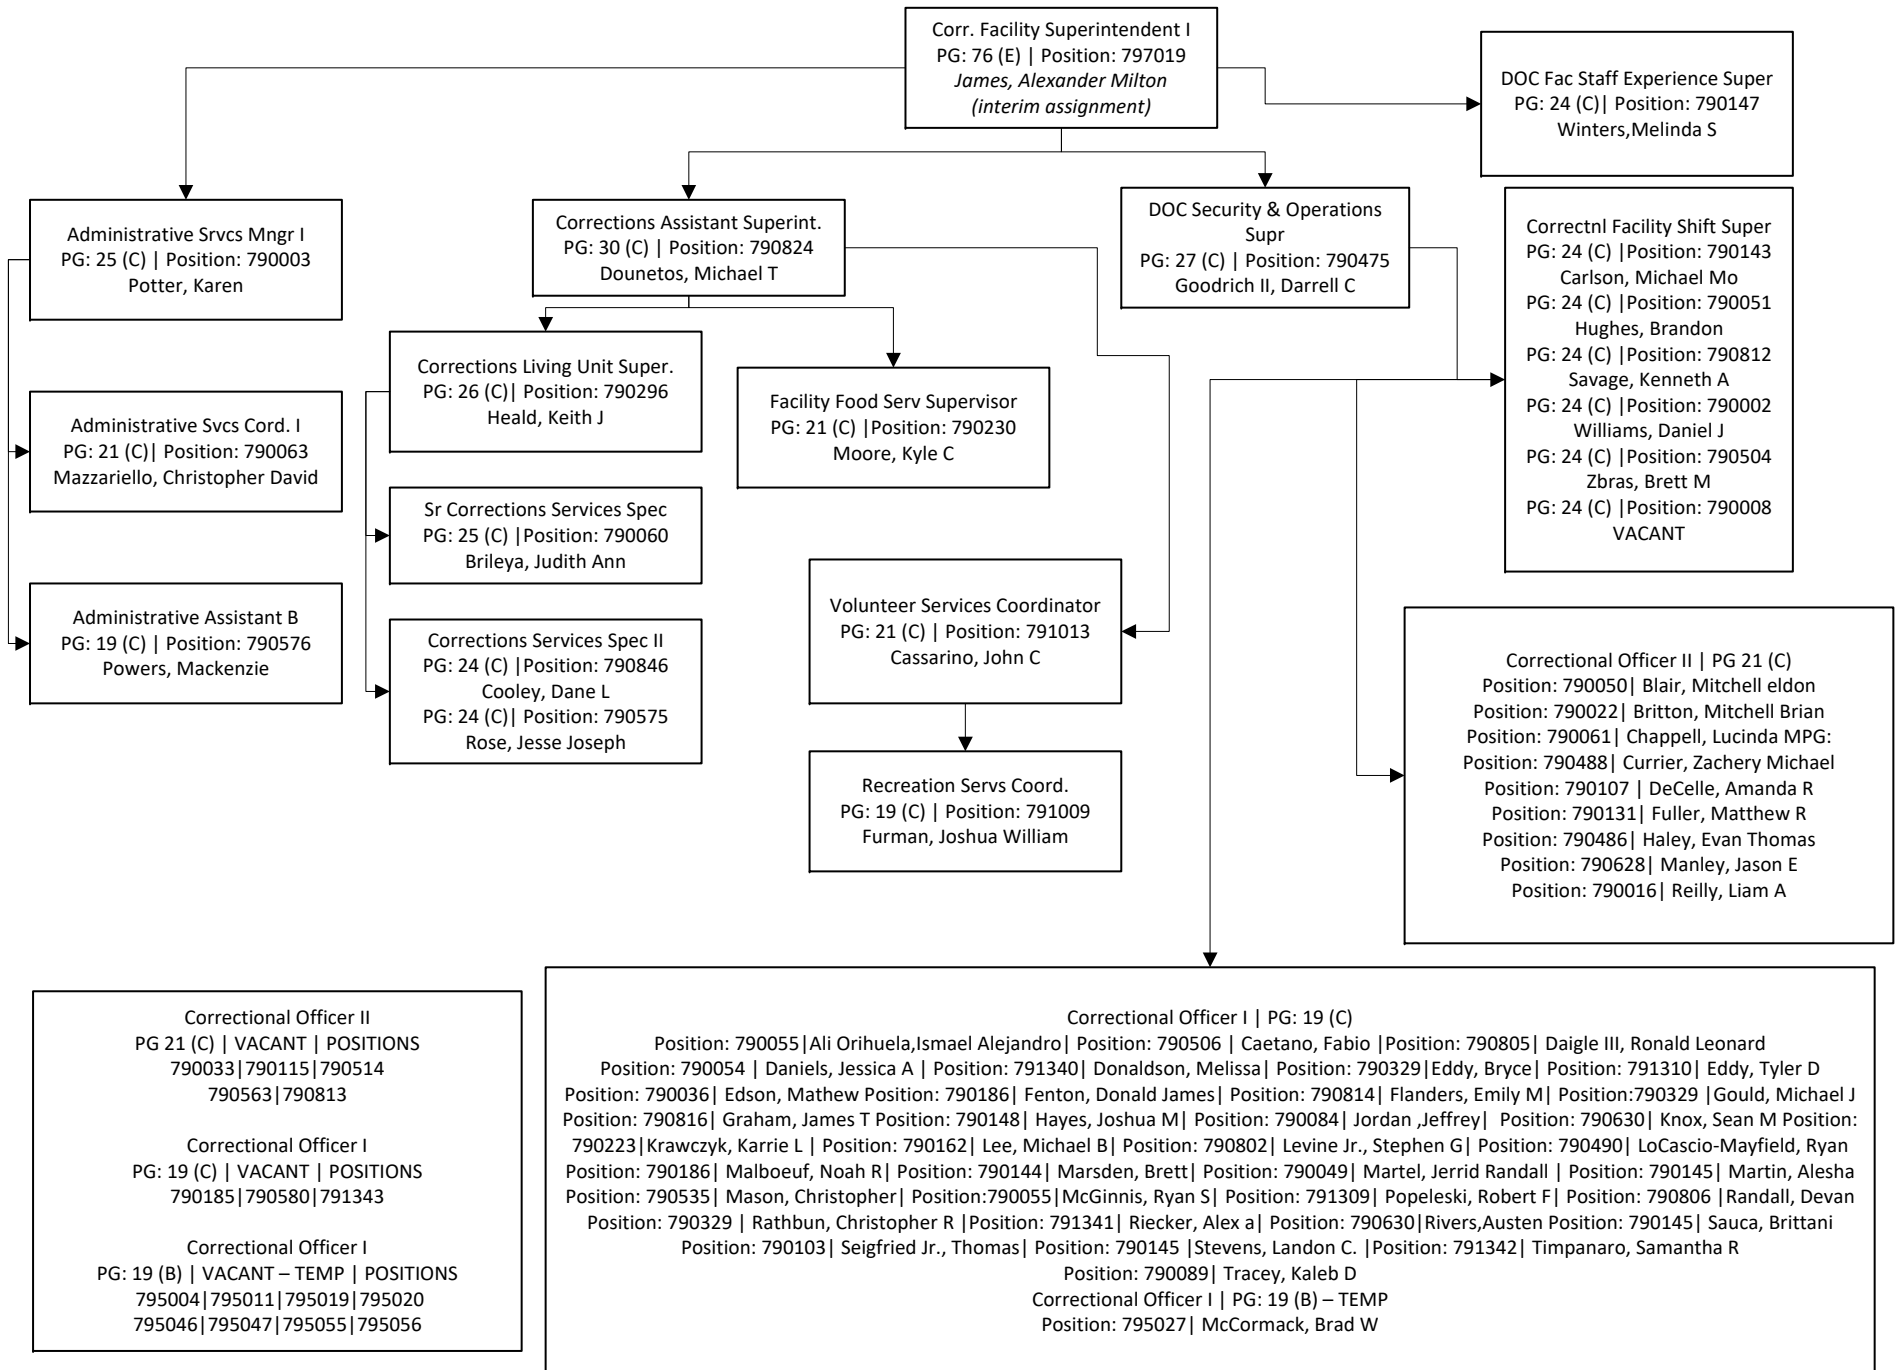 Corr. Facility Superintendent I
PG: 76 (E) | Position: 797019
James, Alexander Milton
(interim assignment)
DOC Fac Staff Experience Super
PG: 24 (C)| Position: 790147
Winters,Melinda S
Administrative Srvcs Mngr I
PG: 25 (C) | Position: 790003
Potter, Karen
Corrections Assistant Superint.
PG: 30 (C) | Position: 790824
Dounetos, Michael T
DOC Security & Operations
Supr
PG: 27 (C) | Position: 790475
Goodrich II, Darrell C
Correctnl Facility Shift Super
PG: 24 (C) |Position: 790143
Carlson, Michael Mo
PG: 24 (C) |Position: 790051
Hughes, Brandon
PG: 24 (C) |Position: 790812
Savage, Kenneth A
PG: 24 (C) |Position: 790002
Williams, Daniel J
PG: 24 (C) |Position: 790504
Zbras, Brett M
PG: 24 (C) |Position: 790008
VACANT
Corrections Living Unit Super.
PG: 26 (C)| Position: 790296
Heald, Keith J
Facility Food Serv Supervisor
PG: 21 (C) |Position: 790230
Moore, Kyle C
Administrative Svcs Cord. I
PG: 21 (C)| Position: 790063
Mazzariello, Christopher David
Sr Corrections Services Spec
PG: 25 (C) |Position: 790060
Brileya, Judith Ann
Administrative Assistant B
PG: 19 (C) | Position: 790576
Powers, Mackenzie
Corrections Services Spec II
PG: 24 (C) |Position: 790846
Cooley, Dane L
PG: 24 (C)| Position: 790575
Rose, Jesse Joseph
Volunteer Services Coordinator
PG: 21 (C) | Position: 791013
Cassarino, John C
Recreation Servs Coord.
PG: 19 (C) | Position: 791009
Furman, Joshua William
Correctional Officer II | PG 21 (C)
Position: 790050| Blair, Mitchell eldon
Position: 790022| Britton, Mitchell Brian
Position: 790061| Chappell, Lucinda MPG:
Position: 790488| Currier, Zachery Michael
Position: 790107 | DeCelle, Amanda R
Position: 790131| Fuller, Matthew R
Position: 790486| Haley, Evan Thomas
Position: 790628| Manley, Jason E
Position: 790016| Reilly, Liam A
Correctional Officer II
PG 21 (C) | VACANT | POSITIONS
790033|790115|790514
790563|790813
Correctional Officer I
PG: 19 (C) | VACANT | POSITIONS
790185|790580|791343
Correctional Officer I
PG: 19 (B) | VACANT – TEMP | POSITIONS
795004|795011|795019|795020
795046|795047|795055|795056
Correctional Officer I | PG: 19 (C)
Position: 790055|Ali Orihuela,Ismael Alejandro| Position: 790506 | Caetano, Fabio |Position: 790805| Daigle III, Ronald Leonard
Position: 790054 | Daniels, Jessica A | Position: 791340| Donaldson, Melissa| Position: 790329|Eddy, Bryce| Position: 791310| Eddy, Tyler D
Position: 790036| Edson, Mathew Position: 790186| Fenton, Donald James| Position: 790814| Flanders, Emily M| Position:790329 |Gould, Michael J
Position: 790816| Graham, James T Position: 790148| Hayes, Joshua M| Position: 790084| Jordan ,Jeffrey| Position: 790630| Knox, Sean M Position:
790223|Krawczyk, Karrie L | Position: 790162| Lee, Michael B| Position: 790802| Levine Jr., Stephen G| Position: 790490| LoCascio-Mayfield, Ryan
Position: 790186| Malboeuf, Noah R| Position: 790144| Marsden, Brett| Position: 790049| Martel, Jerrid Randall | Position: 790145| Martin, Alesha
Position: 790535| Mason, Christopher| Position:790055|McGinnis, Ryan S| Position: 791309| Popeleski, Robert F| Position: 790806 |Randall, Devan
Position: 790329 | Rathbun, Christopher R |Position: 791341| Riecker, Alex a| Position: 790630|Rivers,Austen Position: 790145| Sauca, Brittani
Position: 790103| Seigfried Jr., Thomas| Position: 790145 |Stevens, Landon C. |Position: 791342| Timpanaro, Samantha R
Position: 790089| Tracey, Kaleb D
Correctional Officer I | PG: 19 (B) – TEMP
Position: 795027| McCormack, Brad W